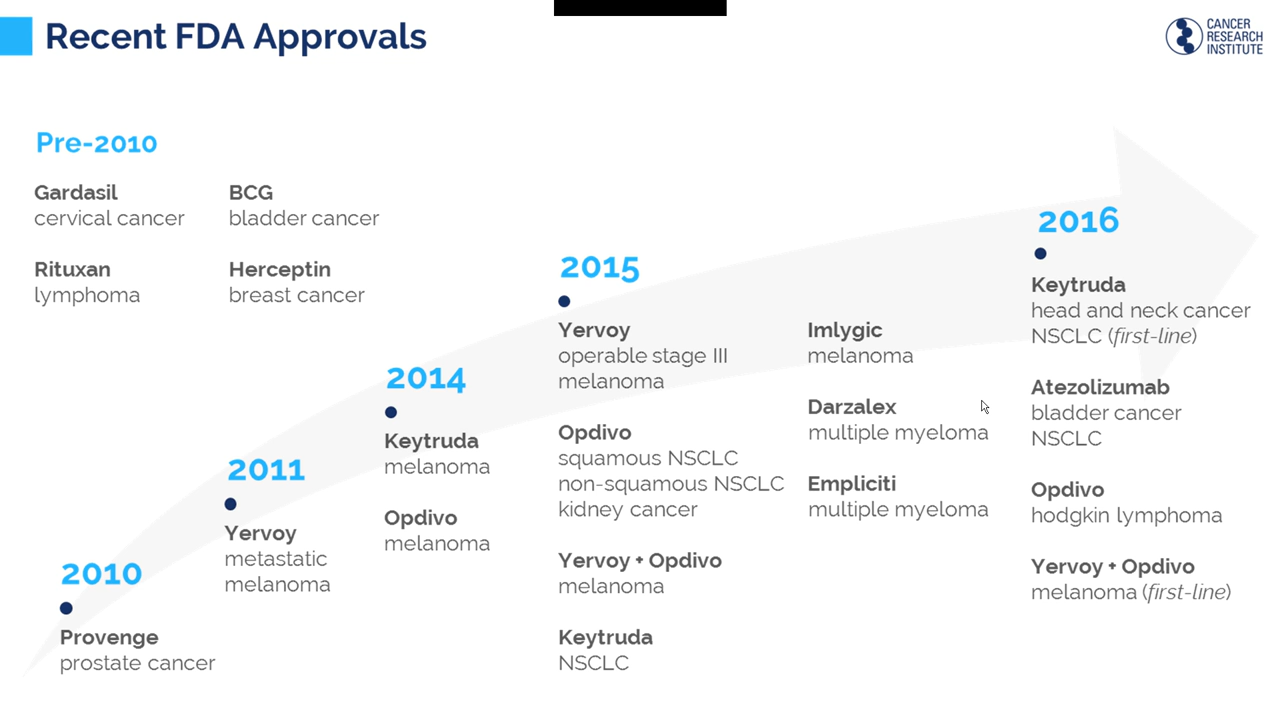 Recent FDA Approvals
CANCER
RESEARCH
INSTITUTE
Pre-2010
Gardasil
cervical cancer
BCG
bladder cancer
Rituxan
lymphoma
Herceptin
breast cancer
2010
Provenge
prostate cancer
2011
Yervoy
metastatic
melanoma
2014
Keytruda
melanoma
Opdivo
melanoma
2015
Yervoy
operable stage III
melanoma
Opdivo
squamous NSCLC
non-squamous NSCLC
kidney cancer
Yervoy + Opdivo
melanoma
Keytruda
NSCLC
Imlygic
melanoma
Darzalex
multiple myeloma
Empliciti
multiple myeloma
2016
Keytruda
head and neck cancer
NSCLC (first-line)
Atezolizumab
bladder cancer
NSCLC
Opdivo
hodgkin lymphoma
Yervoy + Opdivo
melanoma (first-line)